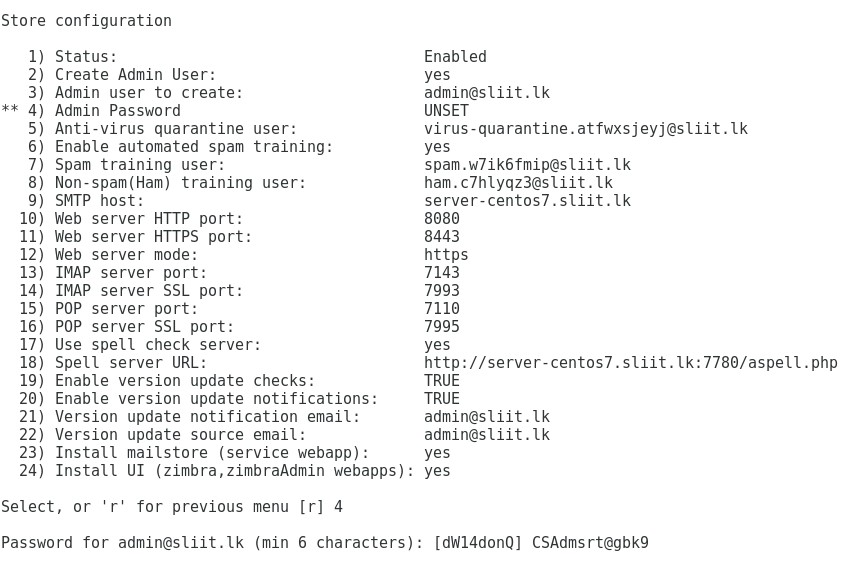 Store configuration
1) Status: Enabled
2) Create Admin User: yes
3) Admin user to create: admin@sliit.lk
** 4) Admin Password UNSET
5) Anti-virus quarantine user: virus-quarantine.atfwxsjeyj@sliit.lk
6) Enable automated spam training: yes
7) Spam training user: spam.w7ik6fmip@sliit.lk
8) Non-spam(Ham) training user: ham.c7hlyqz3@sliit.lk
9) SMTP host: server-centos7.sliit.lk
10) Web server HTTP port: 8080
11) Web server HTTPS port: 8443
12) Web server mode: https
13) IMAP server port: 7143
14) IMAP server SSL port: 7993
15) POP server port: 7110
16) POP server SSL port: 7995
17) Use spell check server: yes
18) Spell server URL: http://server-centos7.sliit.lk:7780/aspell.php
19) Enable version update checks: TRUE
20) Enable version update notifications: TRUE
21) Version update notification email: admin@sliit.lk
22) Version update source email: admin@sliit.lk
23) Install mailstore (service webapp): yes
24) Install UI (zimbra,zimbraAdmin webapps): yes
Select, or 'r' for previous menu [r] 4
Password for admin@sliit.lk (min 6 characters): [dW14donQ] CSAdmsrt@gbk9